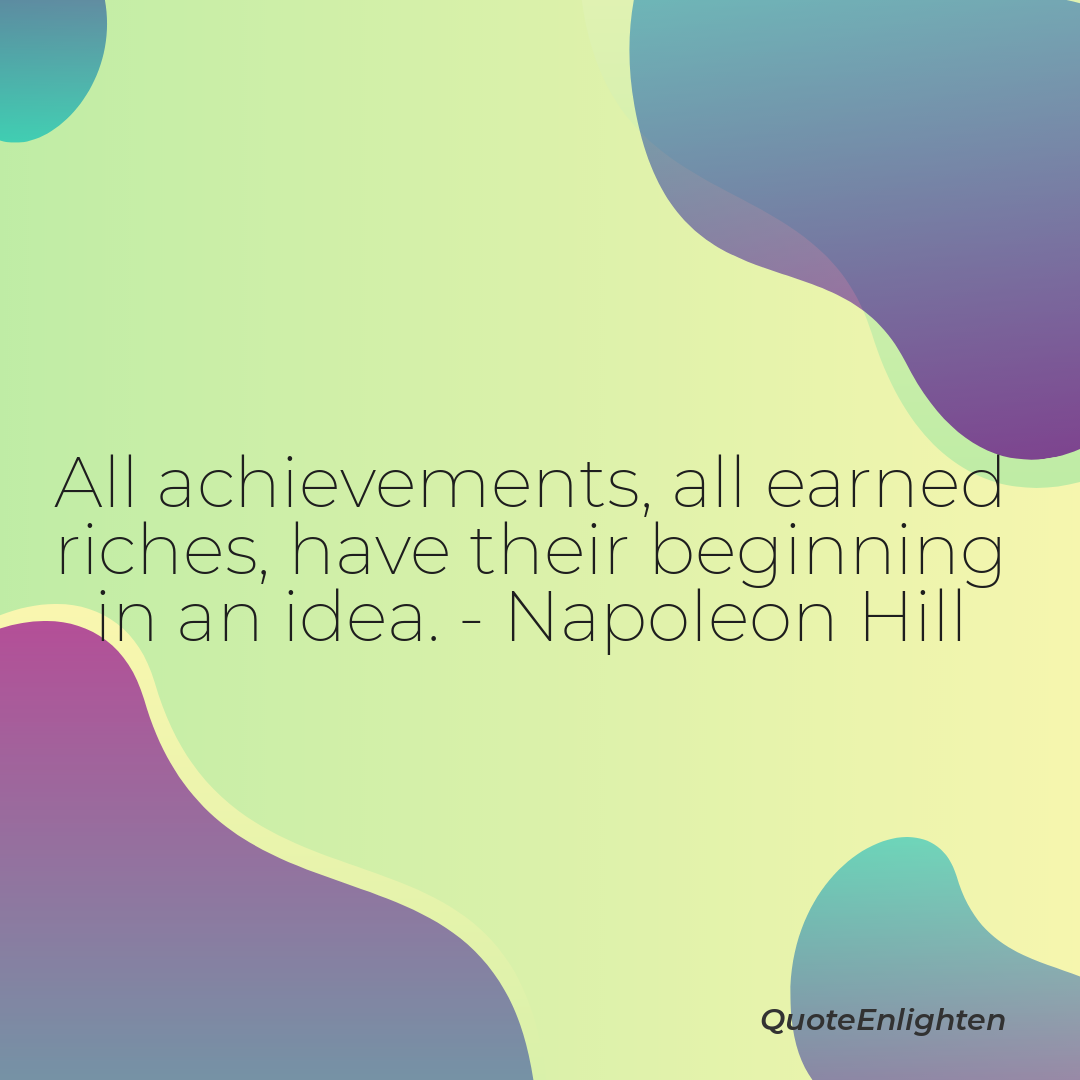 All achievements, all earned
riches, have their beginning
in an idea. - Napoleon Hill
QuoteEnlighten